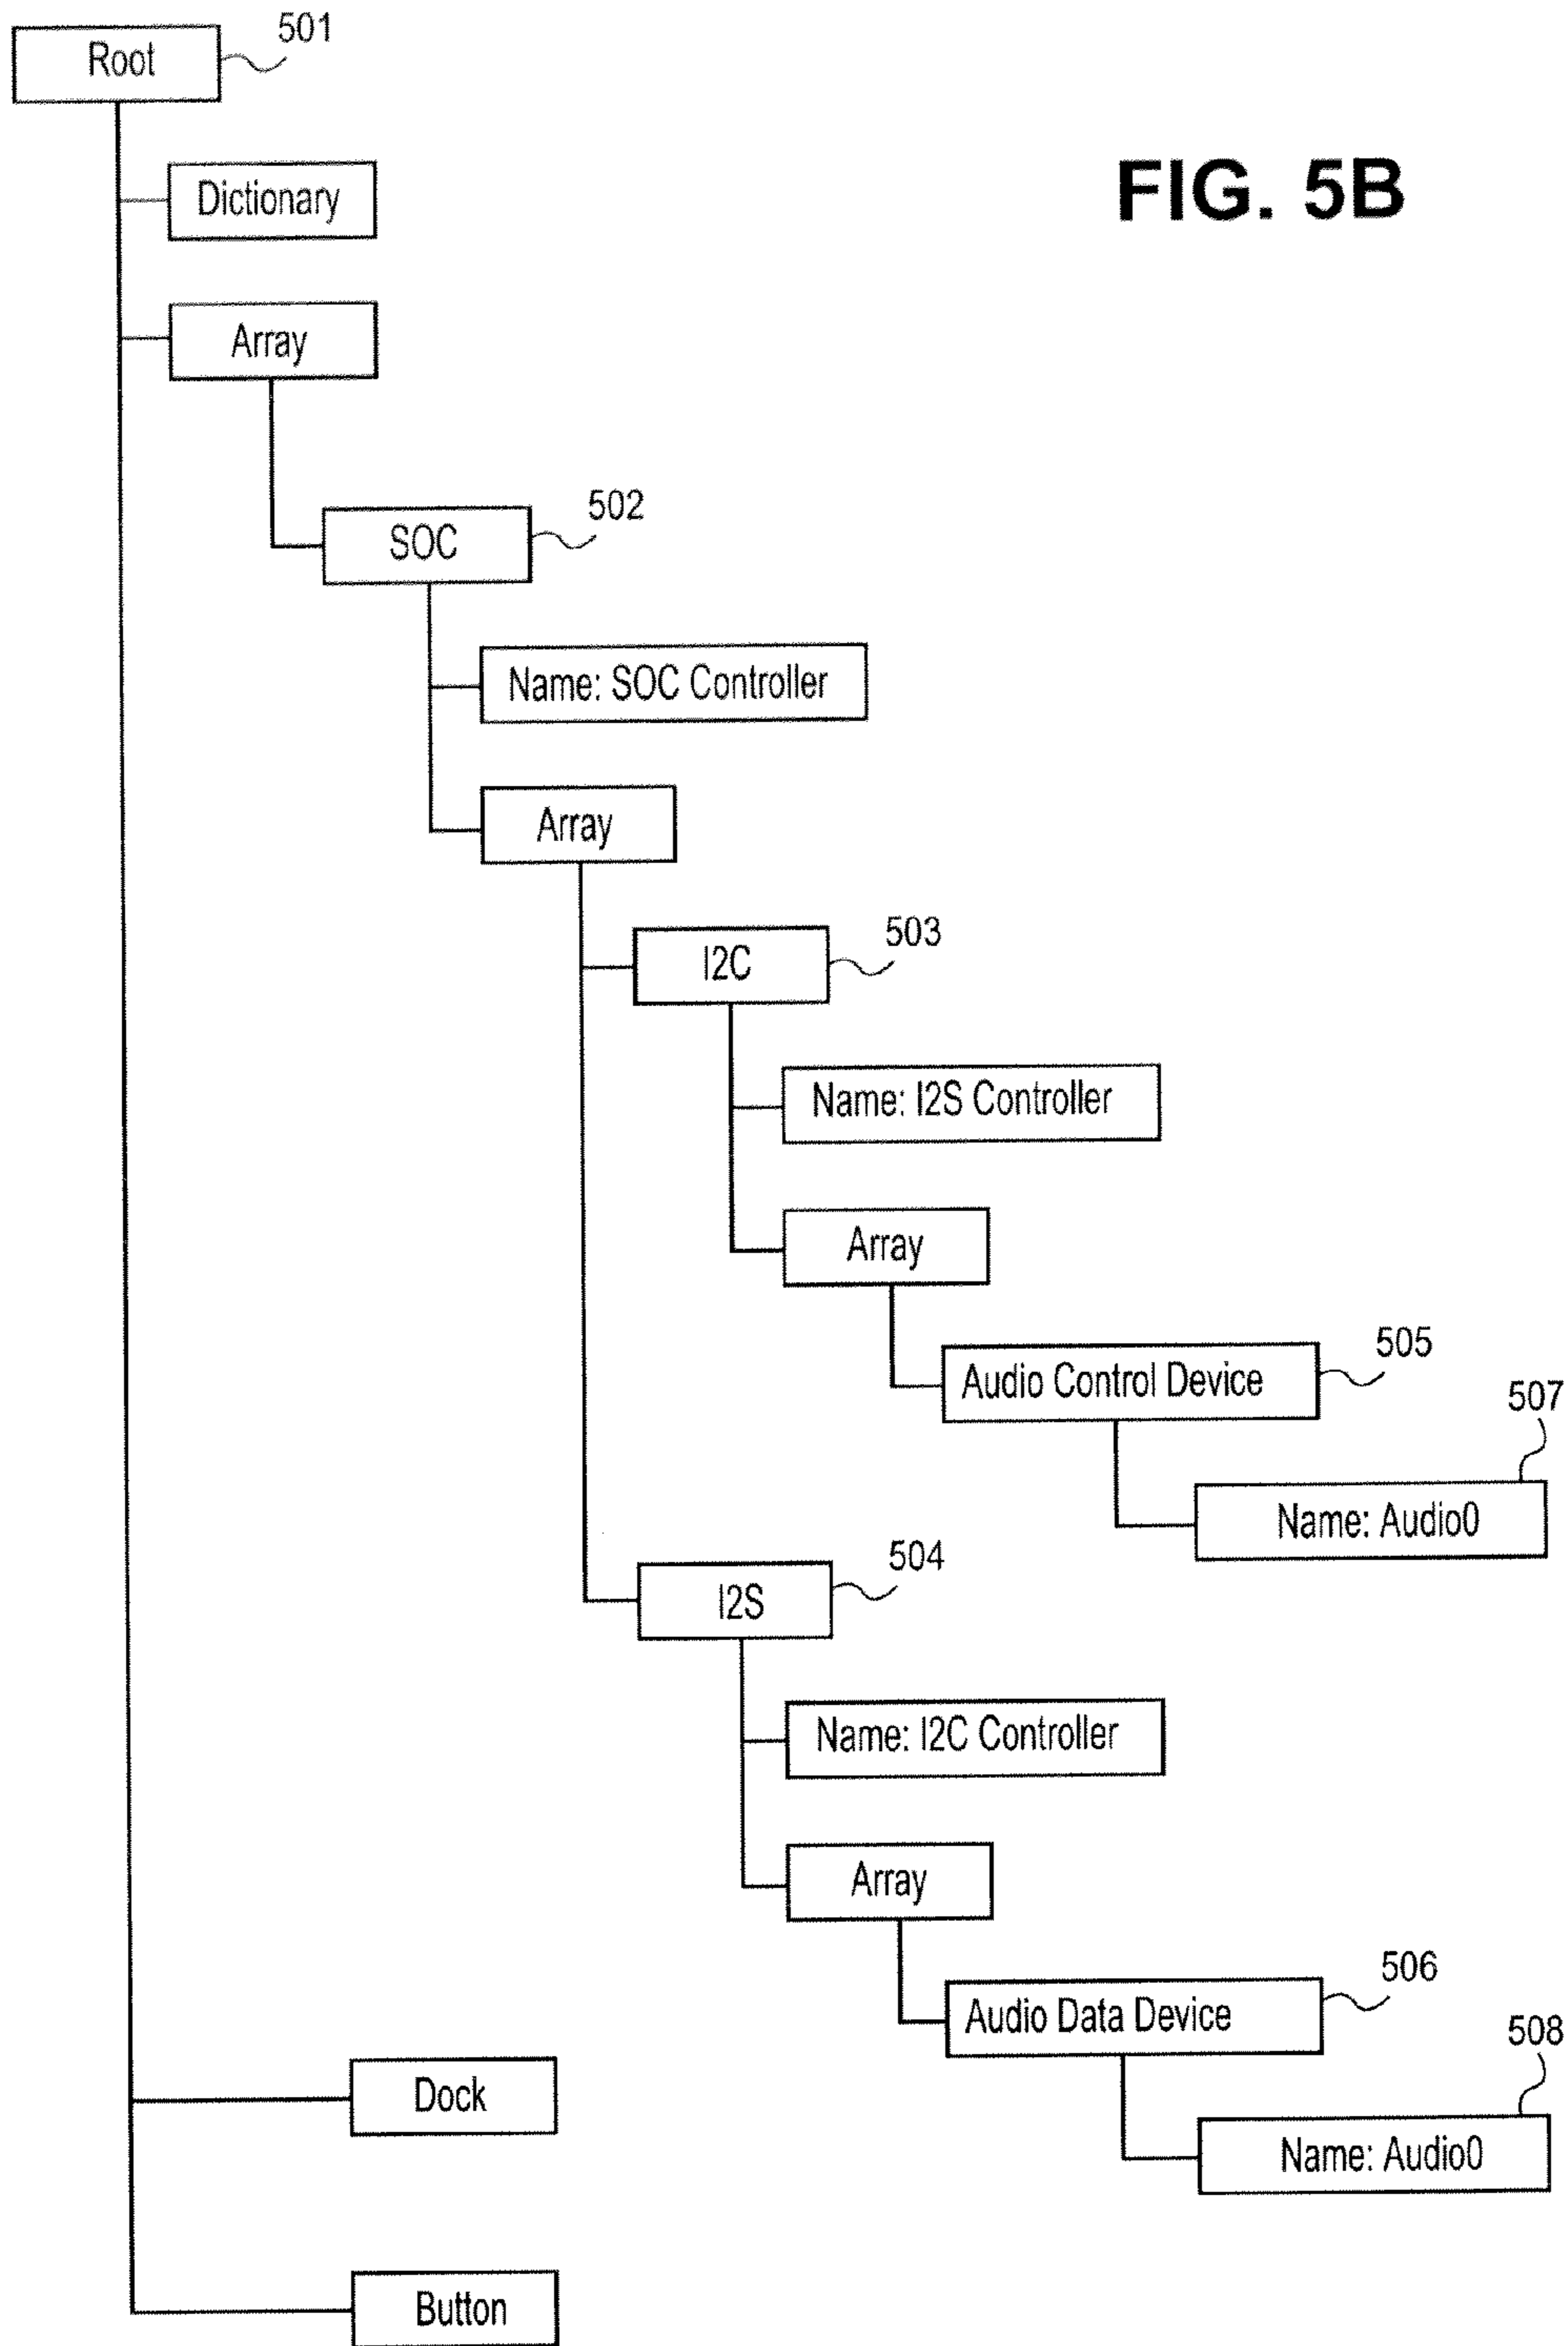 Root
501
FIG. 5B
Dictionary
Array
SOC
502
Name: SOC Controller
Array
I2C
503
Name: I2S Controller
Array
Audio Control Device
505
507
Name: Audio0
I2S
504
Name: I2C Controller
Array
Audio Data Device
506
508
Name: Audio0
Dock
Button